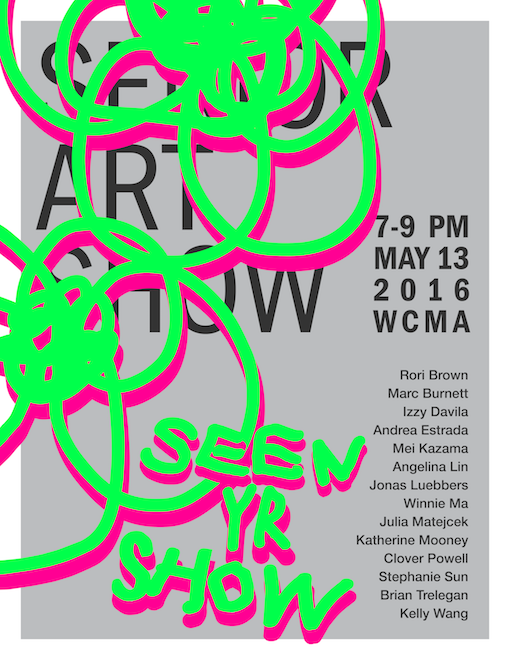 SENIOR
ART
SHOW
7-9 PM
MAY 13
2016
WCMA
Rori Brown
Marc Burnett
Izzy Davila
Andrea Estrada
Mei Kazama
Angelina Lin
Jonas Luebbers
Winnie Ma
Julia Matejcek
Katherine Mooney
Clover Powell
Stephanie Sun
Brian Trelegan
Kelly Wang
SEEN
YR
SHOW